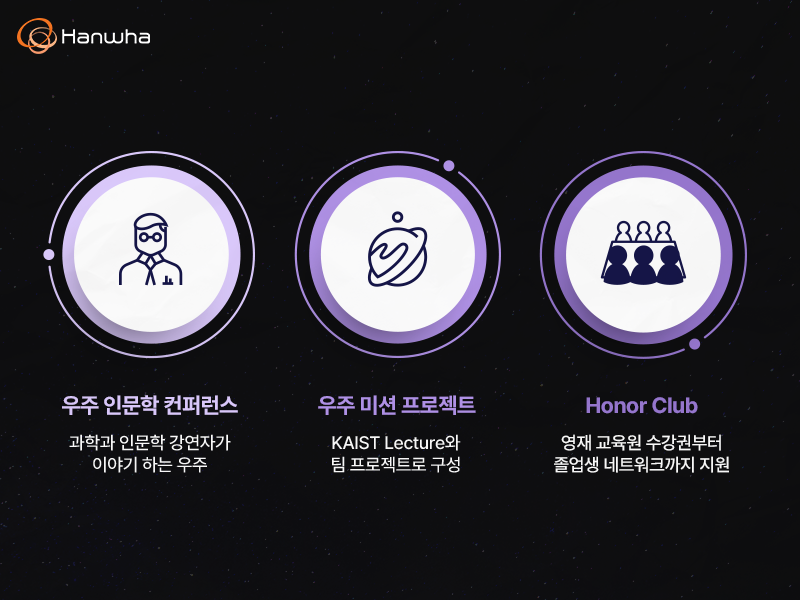 Hanwha
우주 인문학 컨퍼런스
과학과 인문학 강연자가
이야기 하는 우주
우주 미션 프로젝트
KAIST Lecture와
팀 프로젝트로 구성
Honor Club
영재 교육원 수강권부터
졸업생 네트워크까지 지원